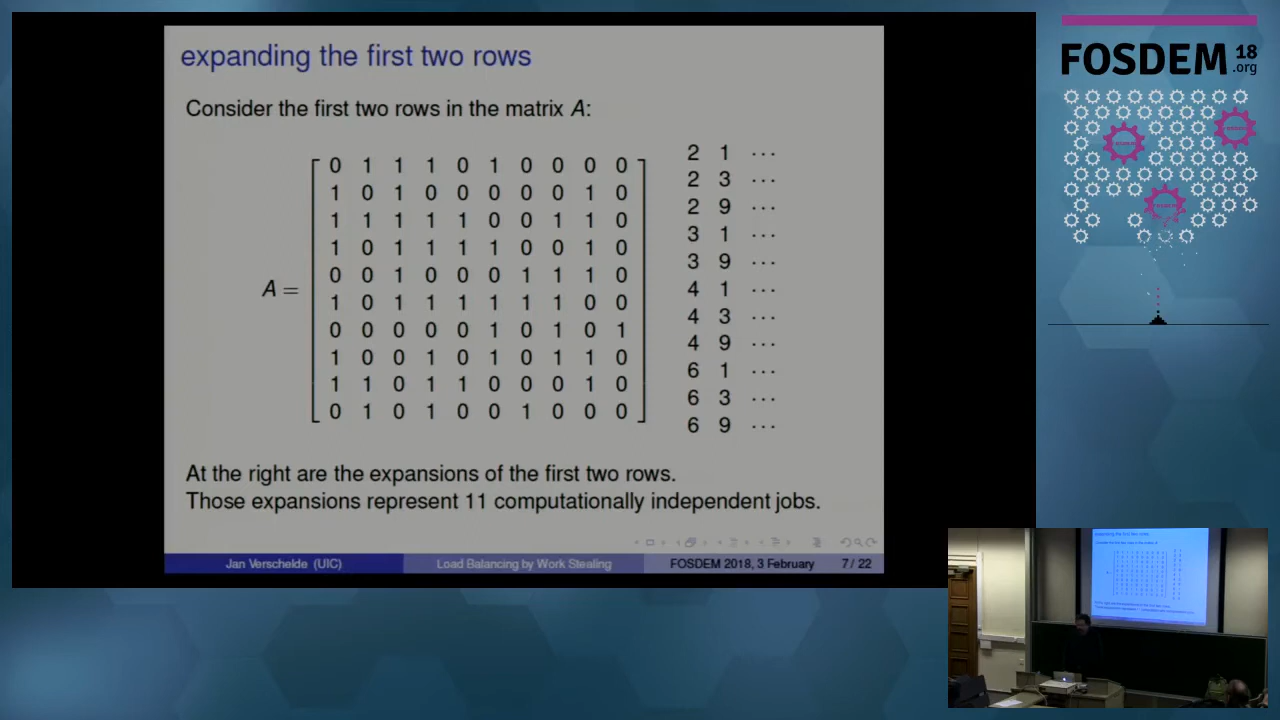 expanding the first two rows
Consider the first two rows in the matrix A:
A =
0 1 1 1 0 1 0 0 0 0
1 0 1 0 0 0 0 0 1 0
1 1 1 1 1 0 0 1 1 0
1 0 1 1 1 1 0 0 1 0
0 0 1 0 0 0 1 1 1 0
1 0 1 1 1 1 1 1 0 0
0 0 0 0 0 1 0 1 0 1
1 0 0 1 0 1 0 1 1 0
1 1 0 1 1 0 0 0 1 0
0 1 0 1 0 0 1 0 0 0
2 1 ···
2 3 ···
2 9 ···
3 1 ···
3 9 ···
4 1 ···
4 3 ···
4 9 ···
6 1 ···
6 3 ···
6 9 ···
At the right are the expansions of the first two rows.
Those expansions represent 11 computationally independent jobs.
Jan Verschelde (UIC)
Load Balancing by Work Stealing
FOSDEM 2018, 3 February
7 / 22
FOSDEM 18
.org